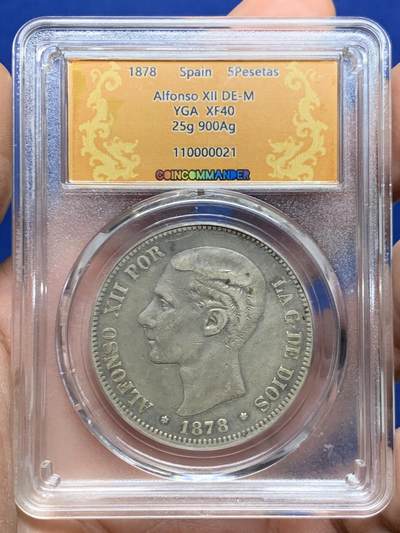 1878 Spain 5Pesetas
Alfonso XII DE-M
YGA XF40
25g 900Ag
110000021
COINCOMMANDER
ALFONSO XII POR LA G. DE DIOS
1878